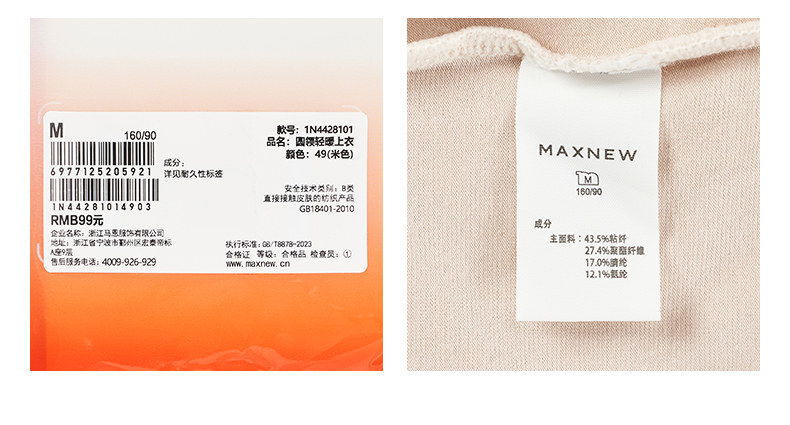 M
160/90
6977125205921
1N44281014903
RMB99元
企业名称：浙江马恩服饰有限公司
地址：浙江省宁波市鄞州区宏泰帝标
A座9层
售后服务电话：4009-926-929
成分：
详见耐久性标签
款号：1N4428101
品名：圆领轻暖上衣
颜色：49(米色)
安全技术类别：B类
直接接触皮肤的纺织产品
GB18401-2010
执行标准：GB/T8878-2023
合格证 等级：合格品 检查员：①
www.maxnew.cn
MAXNEW
M
160/90
成分
主面料：43.5%粘纤
27.4%聚酯纤维
17.0%腈纶
12.1%氨纶